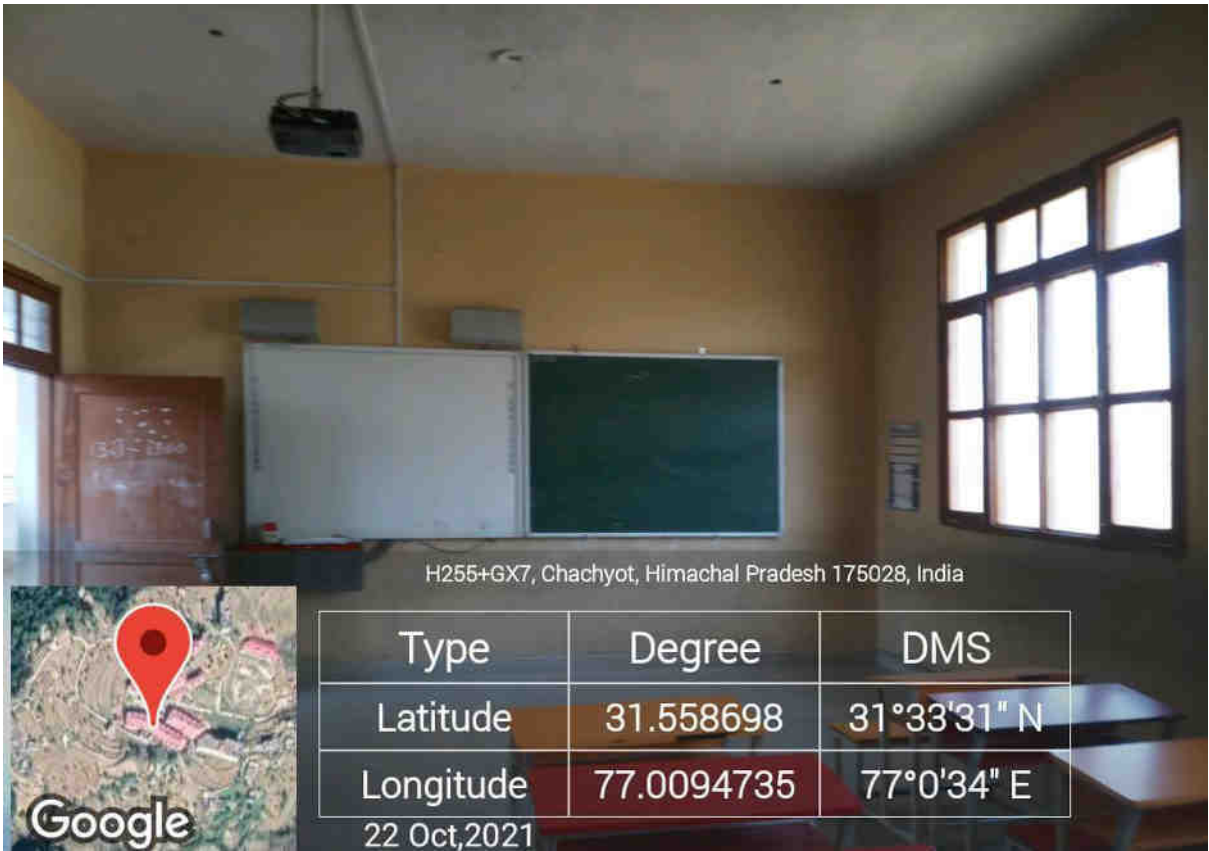 H255+GX7, Chachyot, Himachal Pradesh 175028, India
Type Degree DMS
Latitude 31.558698 31°33'31" N
Longitude 77.0094735 77°0'34" E
Google
22 Oct,2021